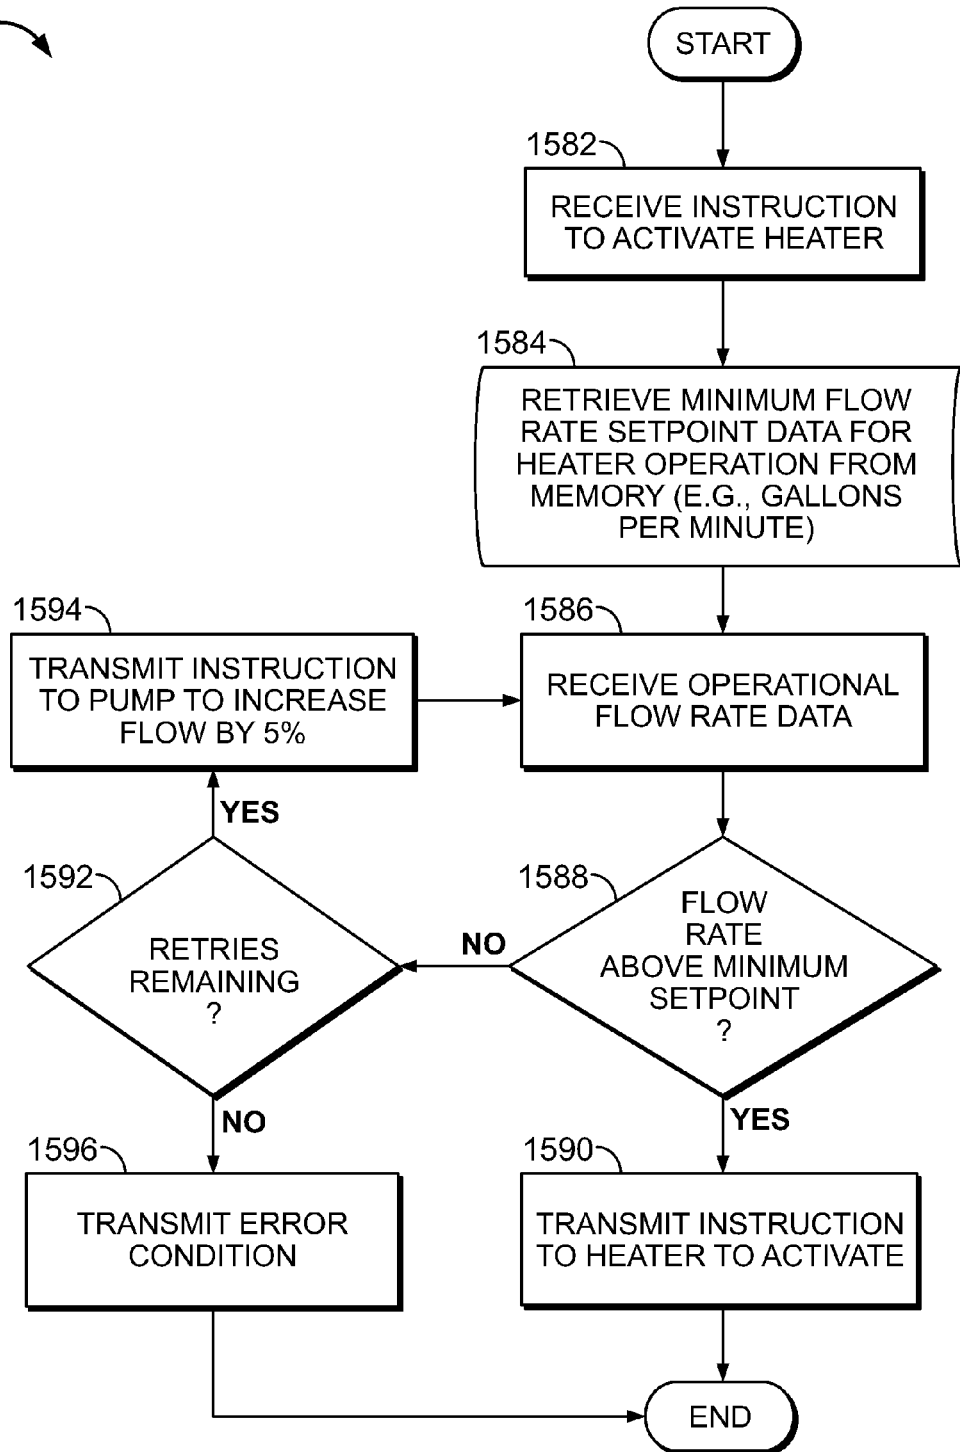 START
1582
RECEIVE INSTRUCTION
TO ACTIVATE HEATER
1584
RETRIEVE MINIMUM FLOW
RATE SETPOINT DATA FOR
HEATER OPERATION FROM
MEMORY (E.G., GALLONS
PER MINUTE)
1594
TRANSMIT INSTRUCTION
TO PUMP TO INCREASE
FLOW BY 5%
1586
RECEIVE OPERATIONAL
FLOW RATE DATA
YES
1592
RETRIES
REMAINING
?
NO
1588
FLOW
RATE
ABOVE MINIMUM
SETPOINT
?
NO
YES
1596
TRANSMIT ERROR
CONDITION
1590
TRANSMIT INSTRUCTION
TO HEATER TO ACTIVATE
END